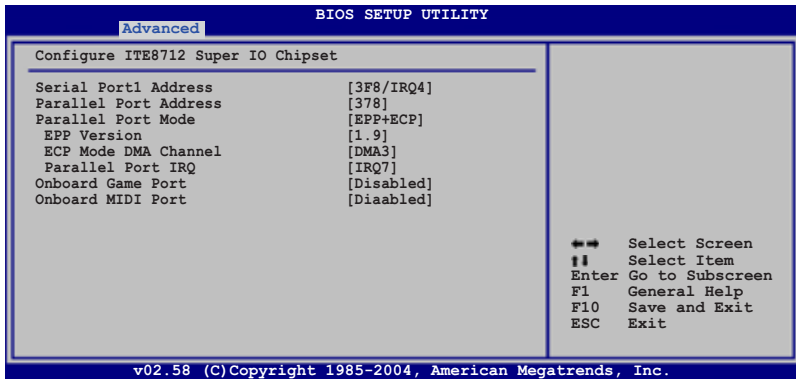 BIOS SETUP UTILITY
Advanced
Configure ITE8712 Super IO Chipset
Serial Port1 Address [3F8/IRQ4]
Parallel Port Address [378]
Parallel Port Mode [EPP+ECP]
EPP Version [1.9]
ECP Mode DMA Channel [DMA3]
Parallel Port IRQ [IRQ7]
Onboard Game Port [Disabled]
Onboard MIDI Port [Diaabled]
Select Screen
Select Item
Enter Go to Subscreen
F1 General Help
F10 Save and Exit
ESC Exit
v02.58 (C)Copyright 1985-2004, American Megatrends, Inc.